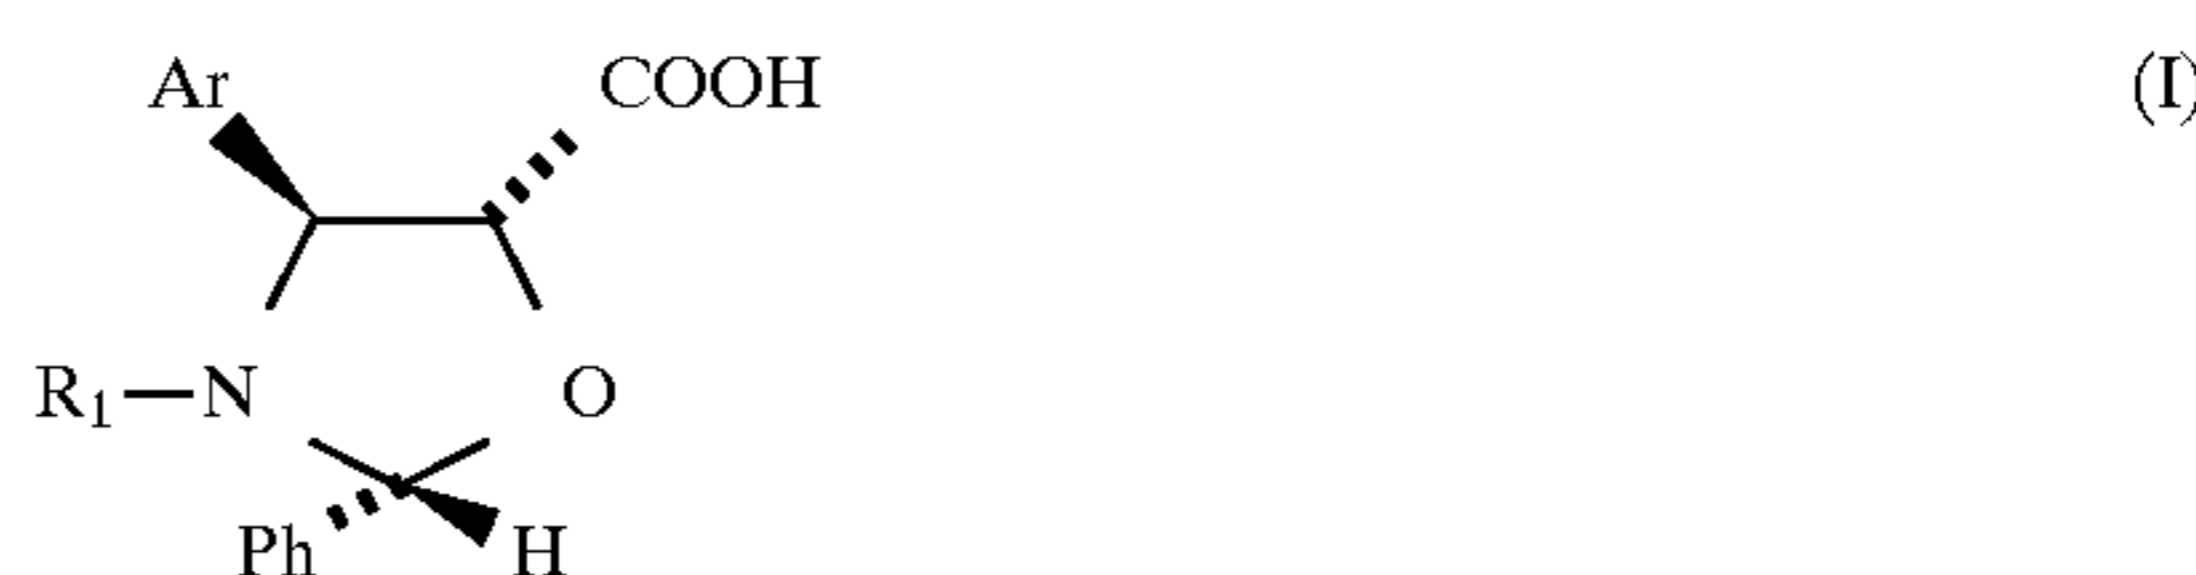 Ar COOH (I)
R₁—N O
Ph H